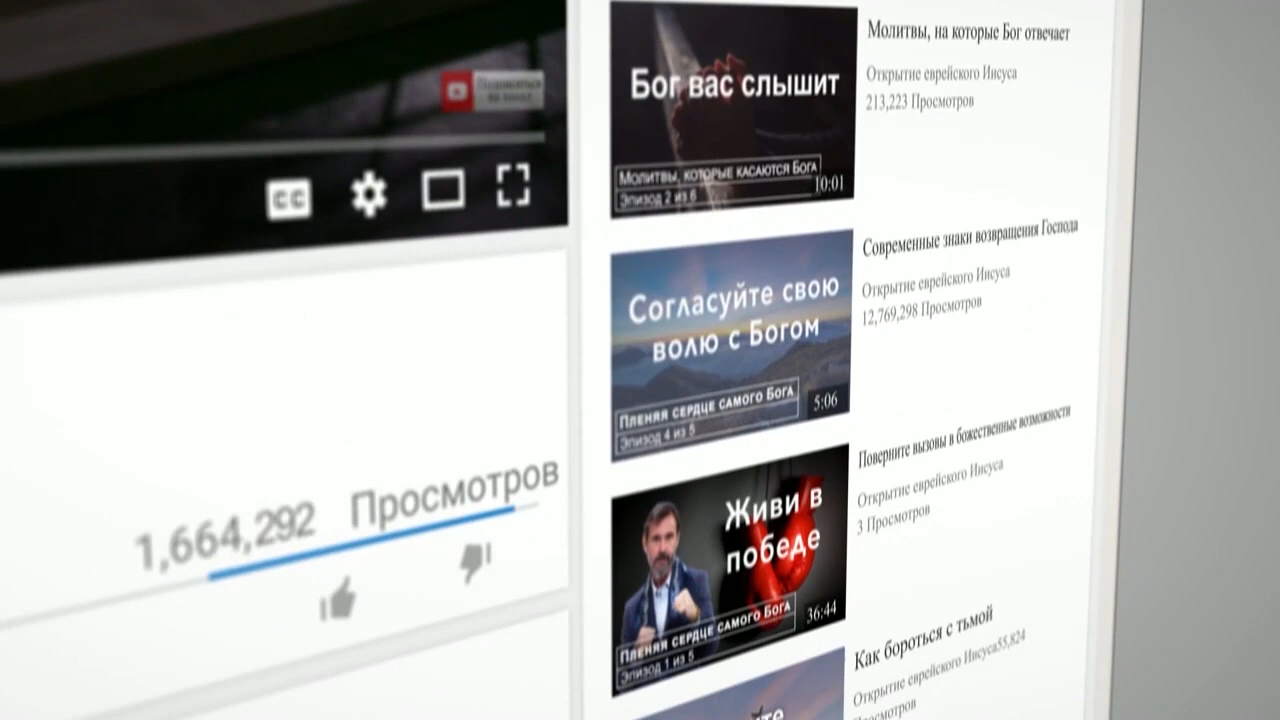 CC
1,664,292 Просмотров
Бог вас слышит
Молитвы, которые касаются Бога
Эпизод 2 из 6
10:01
Молитвы, на которые Бог отвечает
Открытие еврейского Иисуса
213,223 Просмотров
Согласуйте свою
волю с Богом
Пленяя сердце самого Бога
Эпизод 4 из 5
5:06
Современные знаки возвращения Господа
Открытие еврейского Иисуса
12,769,298 Просмотров
Живи в
победе
Пленяя сердце самого Бога
Эпизод 1 из 5
36:44
Поверните вызовы в божественные возможности
Открытие еврейского Иисуса
3 Просмотров
Как бороться с тьмой
Открытие еврейского Иисуса55,824